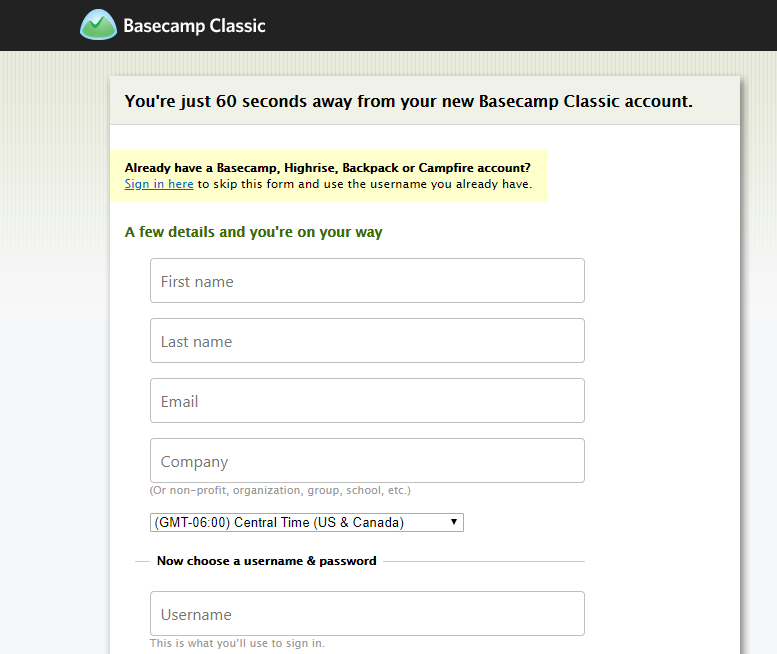 Basecamp Classic
You're just 60 seconds away from your new Basecamp Classic account.
Already have a Basecamp, Highrise, Backpack or Campfire account?
Sign in here to skip this form and use the username you already have.
A few details and you're on your way
First name
Last name
Email
Company
(Or non-profit, organization, group, school, etc.)
(GMT-06:00) Central Time (US & Canada)
Now choose a username & password
Username
This is what you'll use to sign in.